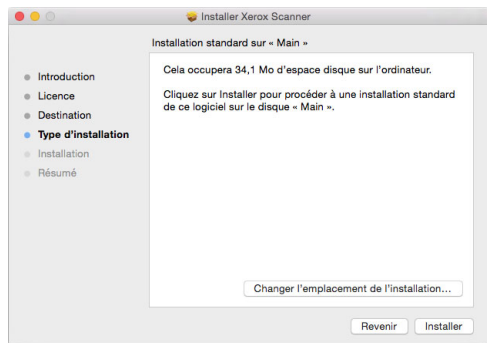 Installer Xerox Scanner
Installation standard sur « Main »
Introduction
Licence
Destination
Type d'installation
Installation
Résumé
Cela occupera 34,1 Mo d'espace disque sur l'ordinateur.
Cliquez sur Installer pour procéder à une installation standard
de ce logiciel sur le disque « Main ».
Changer l'emplacement de l'installation...
Revenir
Installer